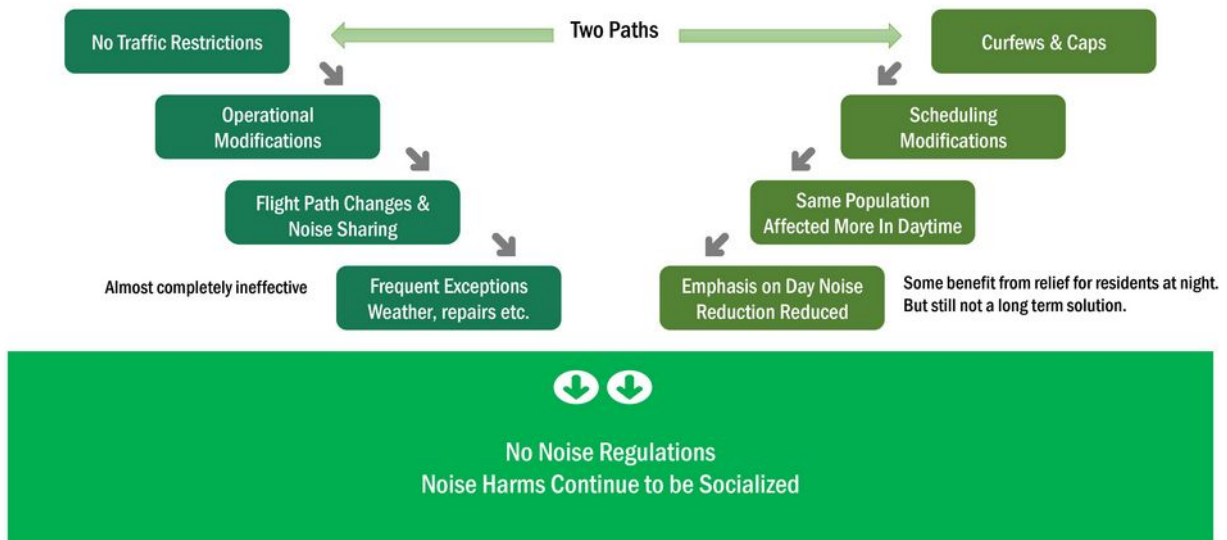 Two Paths
No Traffic Restrictions
Operational
Modifications
Flight Path Changes &
Noise Sharing
Frequent Exceptions
Weather, repairs etc.
Almost completely ineffective
Curfews & Caps
Scheduling
Modifications
Same Population
Affected More In Daytime
Emphasis on Day Noise
Reduction Reduced
Some benefit from relief for residents at night.
But still not a long term solution.
No Noise Regulations
Noise Harms Continue to be Socialized